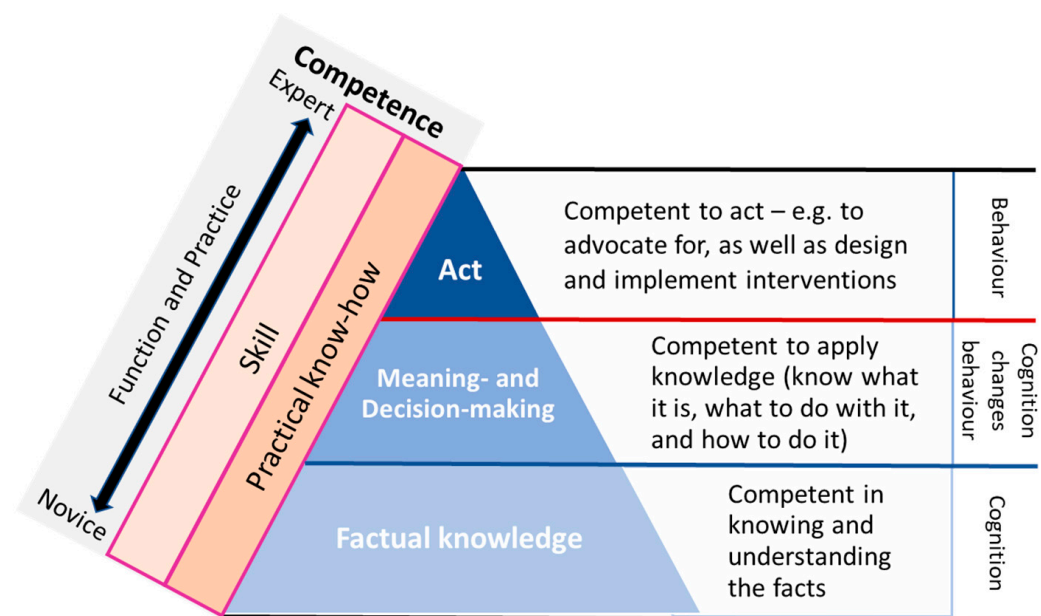 Competence
Expert
Function and Practice
Novice
Skill
Practical know-how
Act
Competent to act – e.g. to
advocate for, as well as design
and implement interventions
Behaviour
Meaning- and
Decision-making
Competent to apply
knowledge (know what
it is, what to do with it,
and how to do it)
Cognition
changes
behaviour
Factual knowledge
Competent in
knowing and
understanding
the facts
Cognition